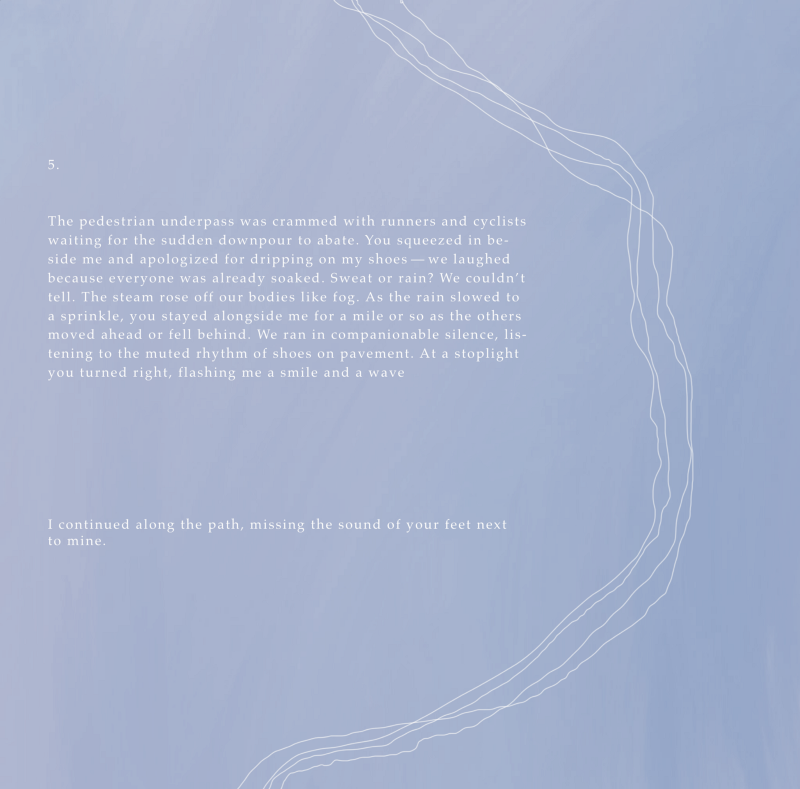 5.
The pedestrian underpass was crammed with runners and cyclists
waiting for the sudden downpour to abate. You squeezed in be-
side me and apologized for dripping on my shoes — we laughed
because everyone was already soaked. Sweat or rain? We couldn't
tell. The steam rose off our bodies like fog. As the rain slowed to
a sprinkle, you stayed alongside me for a mile or so as the others
moved ahead or fell behind. We ran in companionable silence, lis-
tening to the muted rhythm of shoes on pavement. At a stoplight
you turned right, flashing me a smile and a wave
I continued along the path, missing the sound of your feet next
to mine.